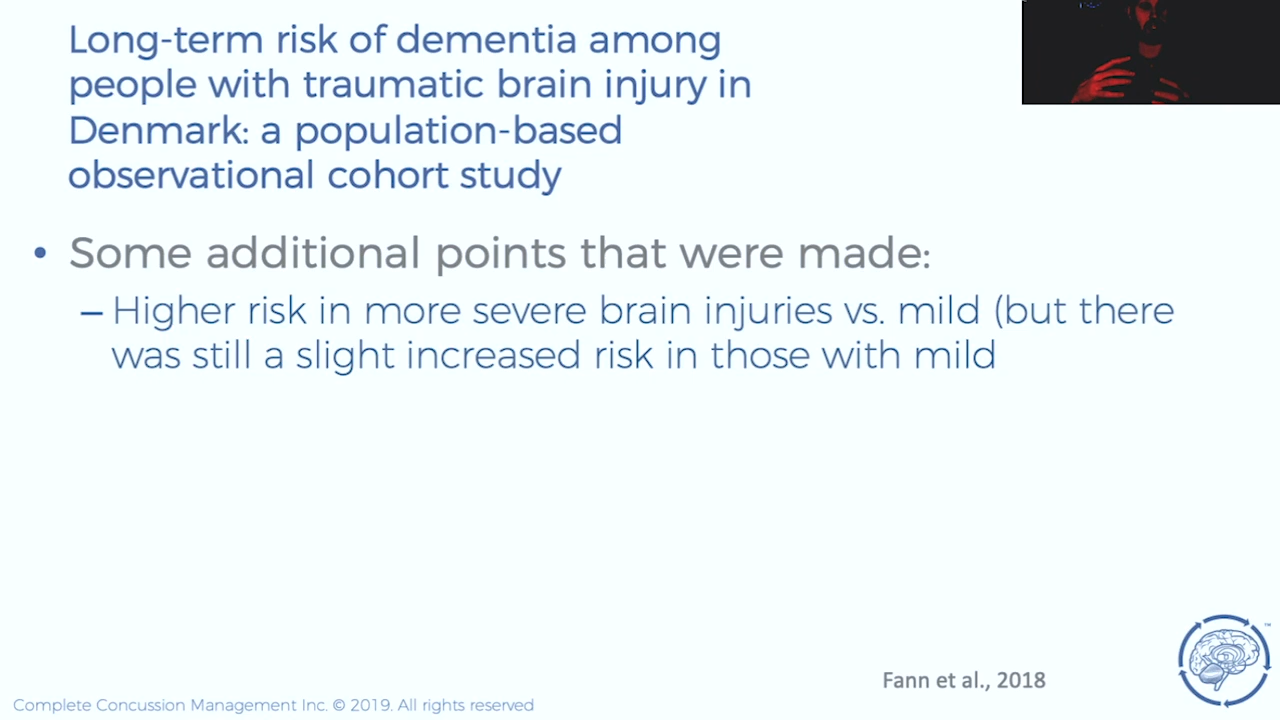 Long-term risk of dementia among
people with traumatic brain injury in
Denmark: a population-based
observational cohort study
• Some additional points that were made:
– Higher risk in more severe brain injuries vs. mild (but there
was still a slight increased risk in those with mild
Fann et al., 2018
™
Complete Concussion Management Inc. © 2019. All rights reserved